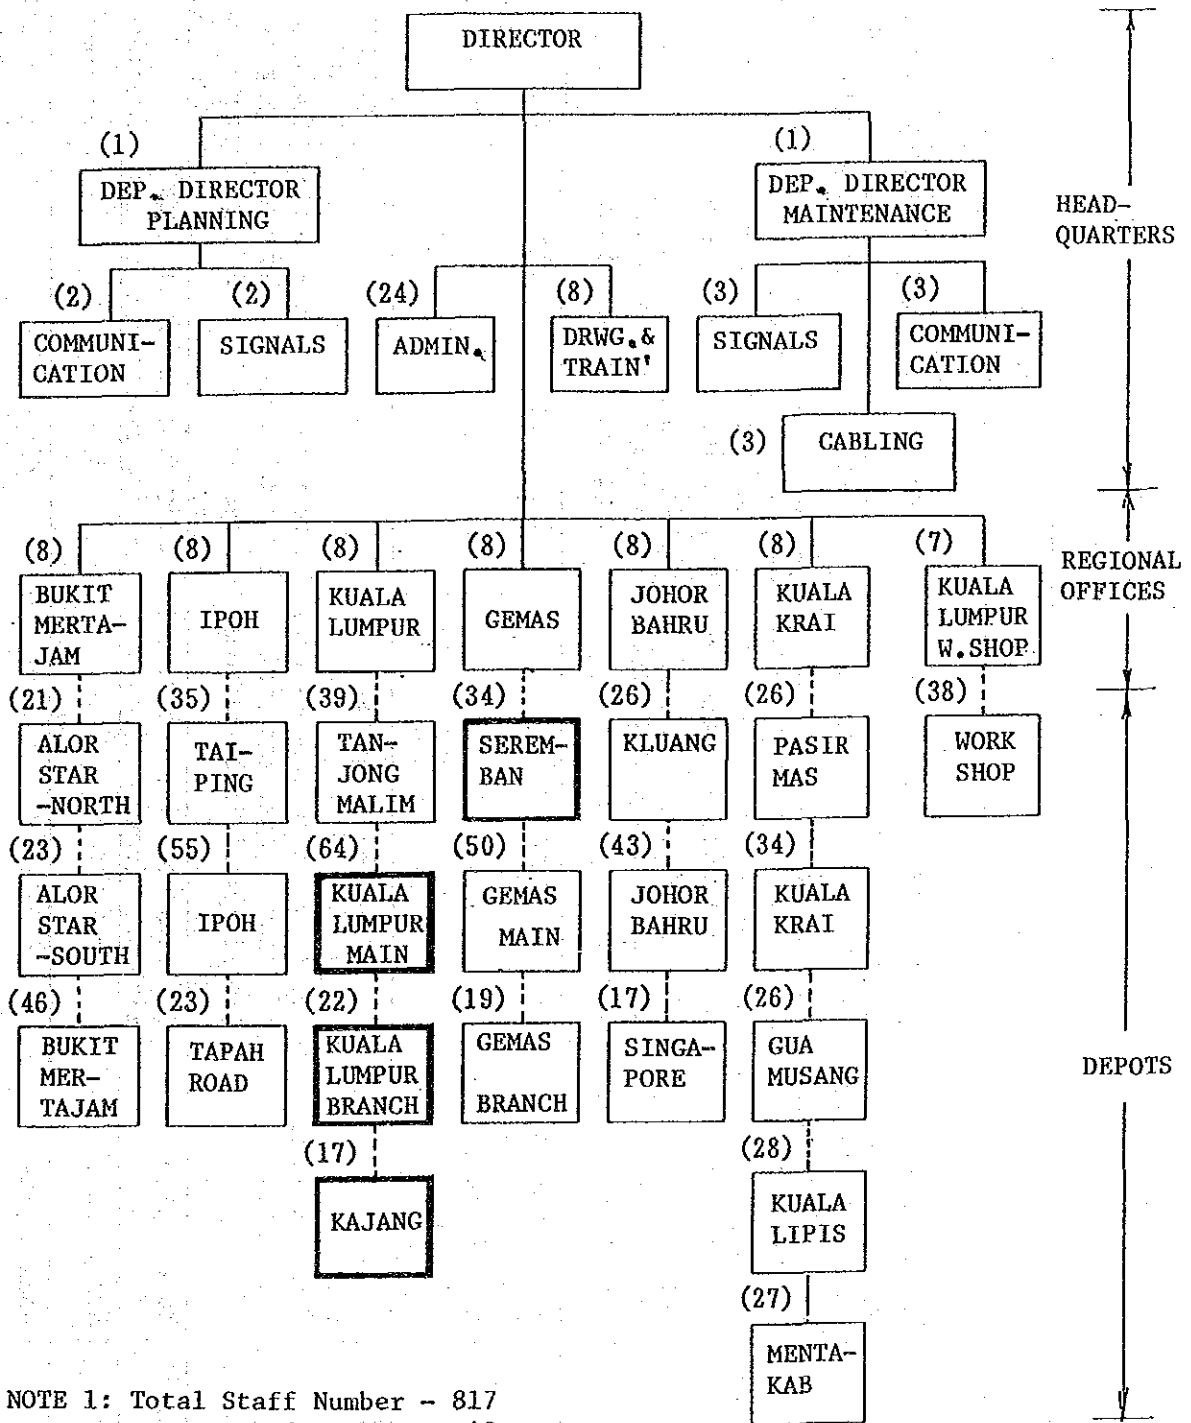 DIRECTOR
(1)
(1)
DEP. DIRECTOR
PLANNING
DEP. DIRECTOR
MAINTENANCE
HEAD-
QUARTERS
(2)
(2)
(24)
(8)
(3)
(3)
COMMUNI-
CATION
SIGNALS
ADMIN.
DRWG.&
TRAIN'
SIGNALS
COMMUNI-
CATION
(3)
CABLING
(8)
(8)
(8)
(8)
(8)
(8)
(7)
REGIONAL
OFFICES
BUKIT
MERTA-
JAM
IPOH
KUALA
LUMPUR
GEMAS
JOHOR
BAHRU
KUALA
KRAI
KUALA
LUMPUR
W.SHOP
(21)
(35)
(39)
(34)
(26)
(26)
(38)
ALOR
STAR
-NORTH
TAI-
PING
TAN-
JONG
MALIM
SEREM-
BAN
KLUANG
PASIR
MAS
WORK
SHOP
(23)
(55)
(64)
(50)
(43)
(34)
ALOR
STAR
-SOUTH
IPOH
KUALA
LUMPUR
MAIN
GEMAS
MAIN
JOHOR
BAHRU
KUALA
KRAI
(46)
(23)
(22)
(19)
(17)
(26)
BUKIT
MER-
TAJAM
TAPAH
ROAD
KUALA
LUMPUR
BRANCH
GEMAS
BRANCH
SINGA-
PORE
GUA
MUSANG
DEPOTS
(17)
(28)
KAJANG
KUALA
LIPIS
(27)
MENTA-
KAB
NOTE 1: Total Staff Number - 817